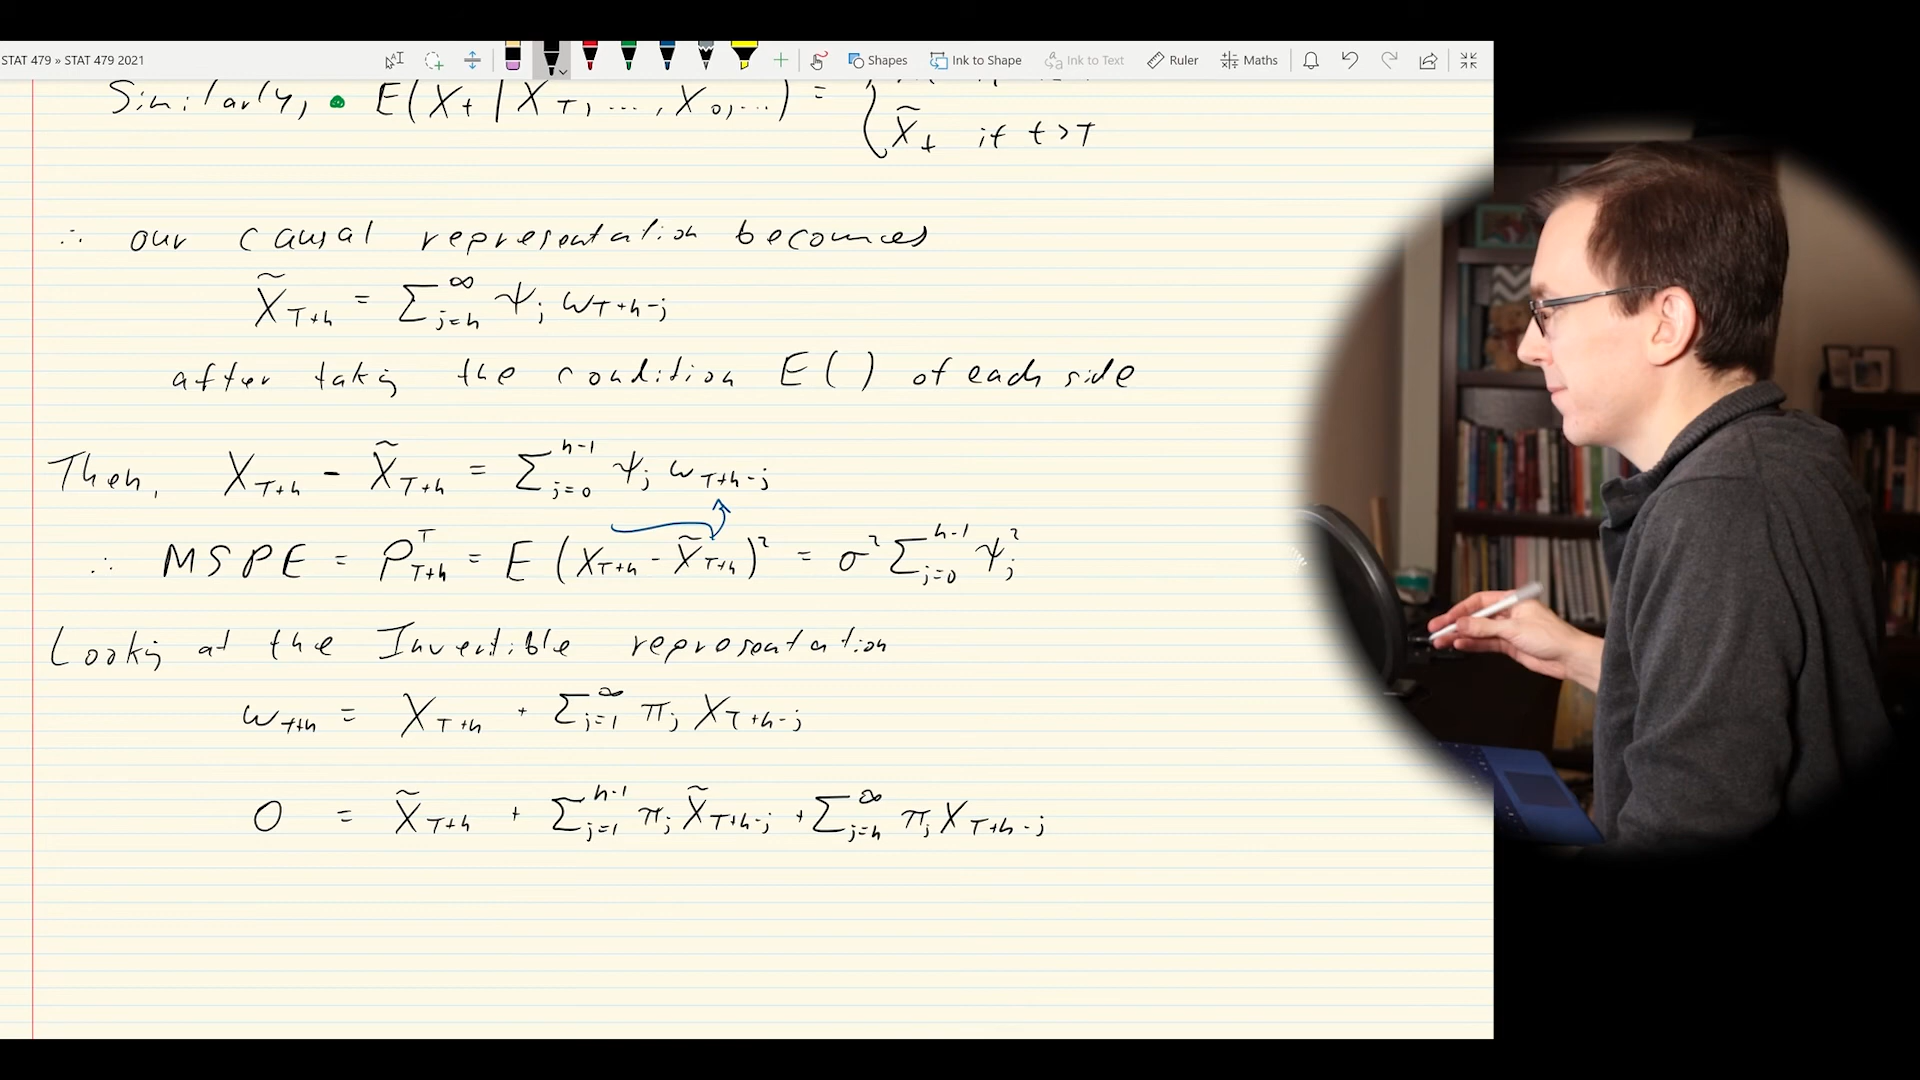 STAT 479 » STAT 479 2021
Shapes Ink to Shape Ink to Text Ruler Maths
Similarly, • E(X_t | X_T, ..., X_0, ...) = {
X̃_t if t>T
∴ our causal representation becomes
X̃_{T+h} = Σ_{j=h}^{∞} ψ_j w_{T+h-j}
after taking the condition E( ) of each side
Then, X_{T+h} - X̃_{T+h} = Σ_{j=0}^{h-1} ψ_j w_{T+h-j}
∴ MSPE = P_{T+h}^{T} = E(X_{T+h} - X̃_{T+h})² = σ² Σ_{j=0}^{h-1} ψ_j²
Looking at the Invertible representation
w_{T+h} = X_{T+h} + Σ_{j=1}^{∞} π_j X_{T+h-j}
0 = X̃_{T+h} + Σ_{j=1}^{h-1} π_j X̃_{T+h-j} + Σ_{j=h}^{∞} π_j X_{T+h-j}